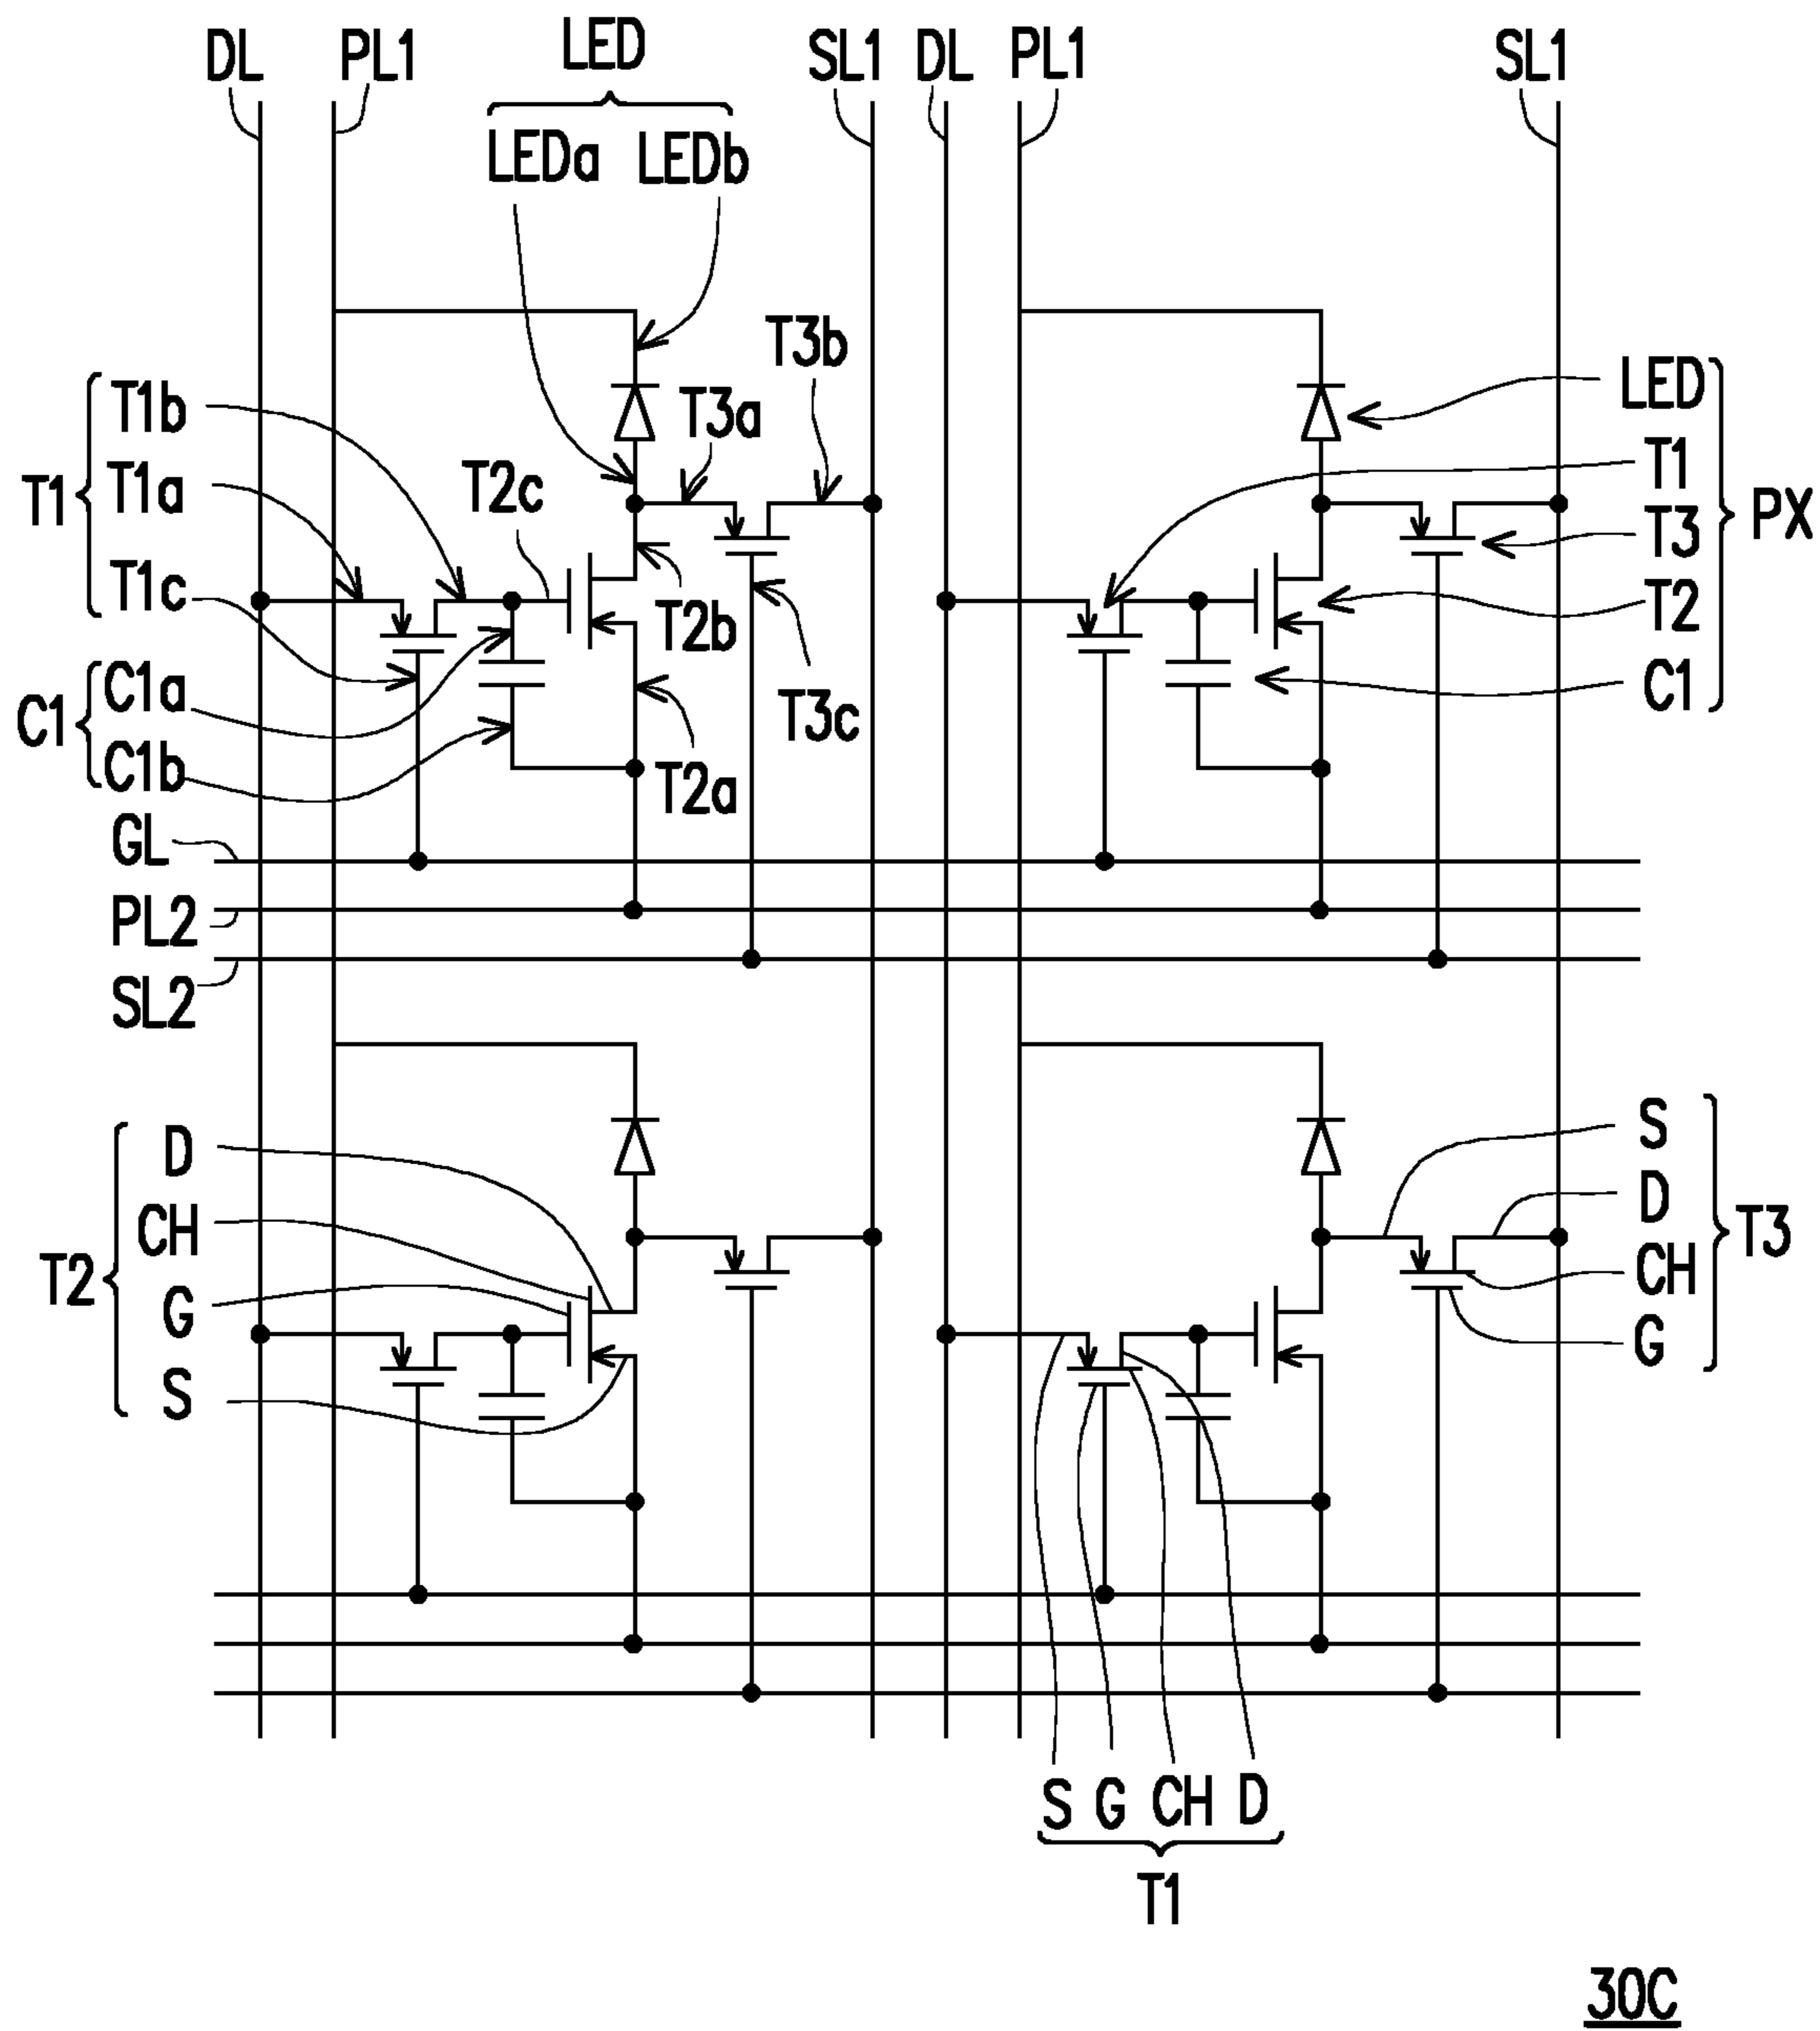 DL PL1 LED SL1 DL PL1 SL1
LEDa LEDb
T3b
LED
T1b T3a
T1
T2c
T1 T1a PX
T3
T1c T2
T2b
C1a C1
C1 T3c
C1b T2a
GL
PL2
SL2
S
D
D
CH T3
T2 CH
G G
S
S G CH D
T1
30C